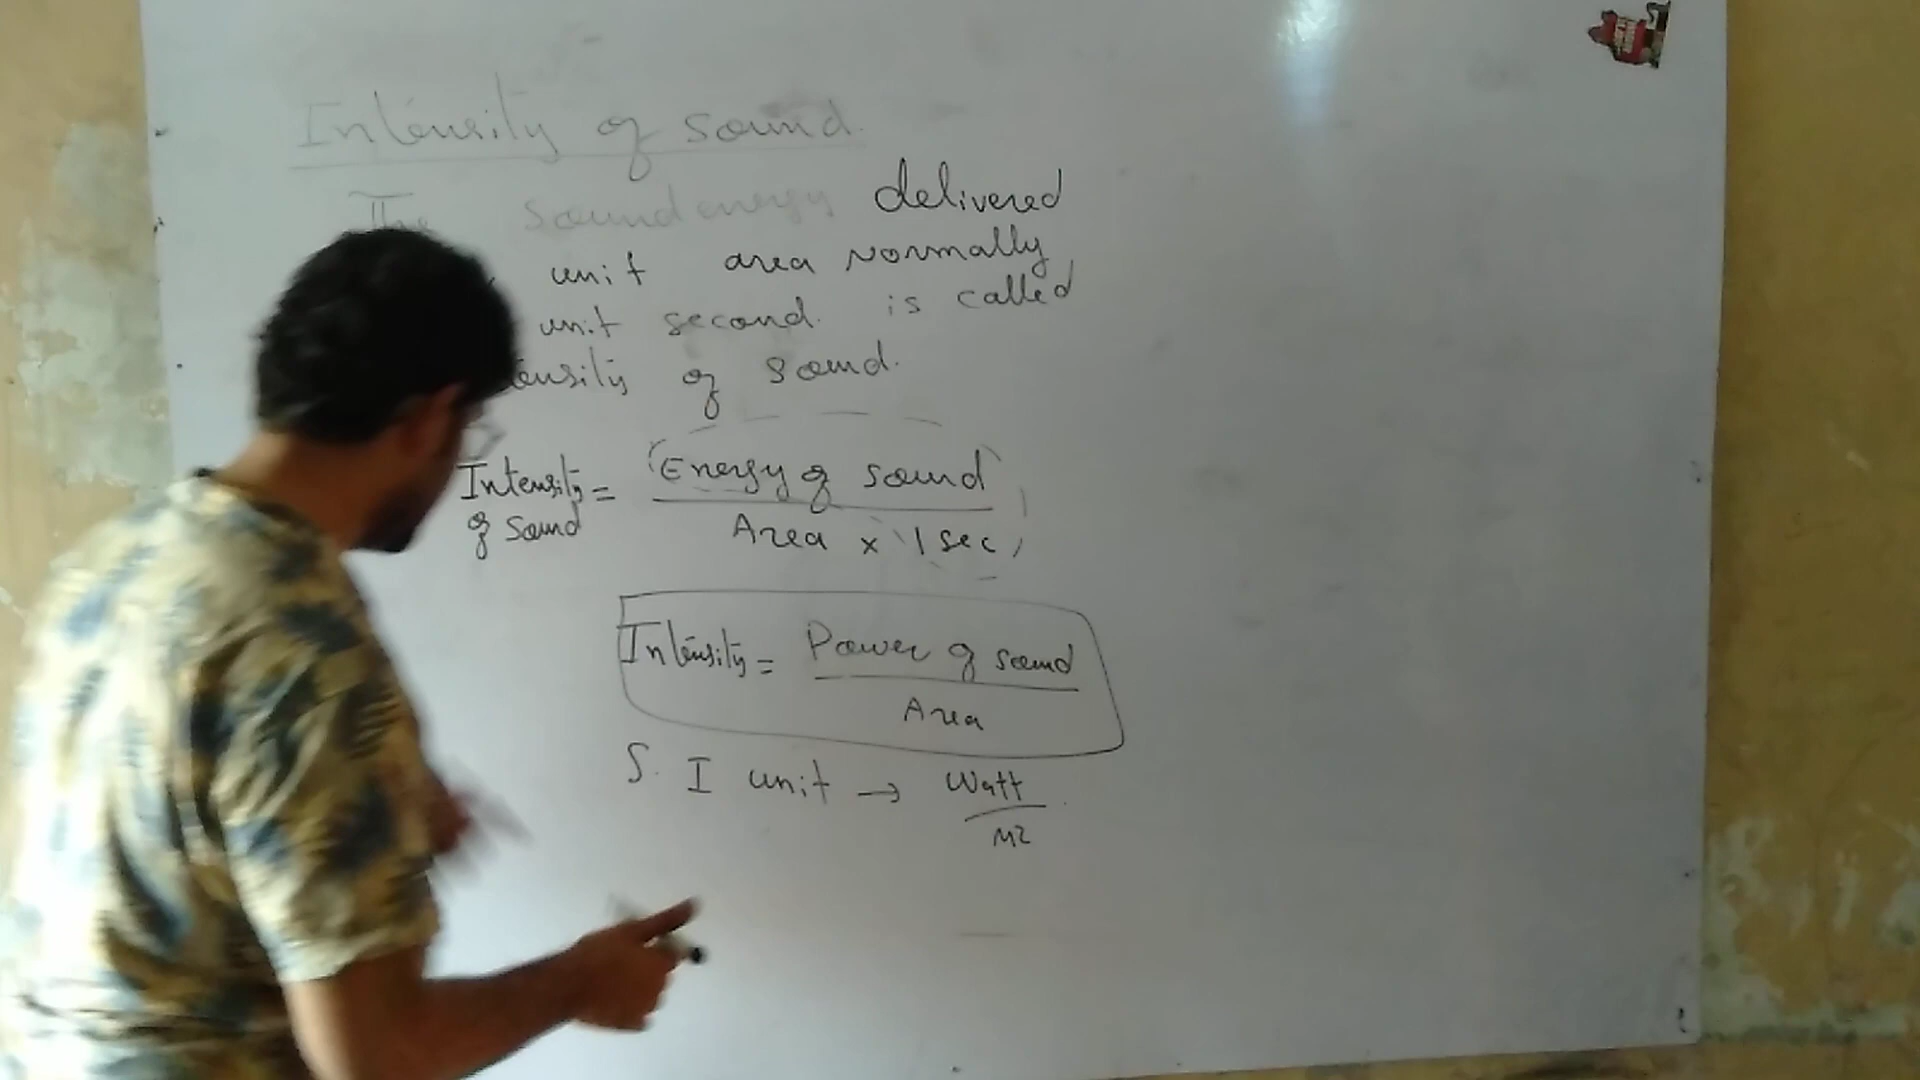 Intensity of sound.
The sound energy delivered
unit area Normally
unit second. is called
ensity of sound.
Intensity of sound = Energy of sound
Area × 1 sec
Intensity = Power of sound
Area
S. I unit → Watt
M2